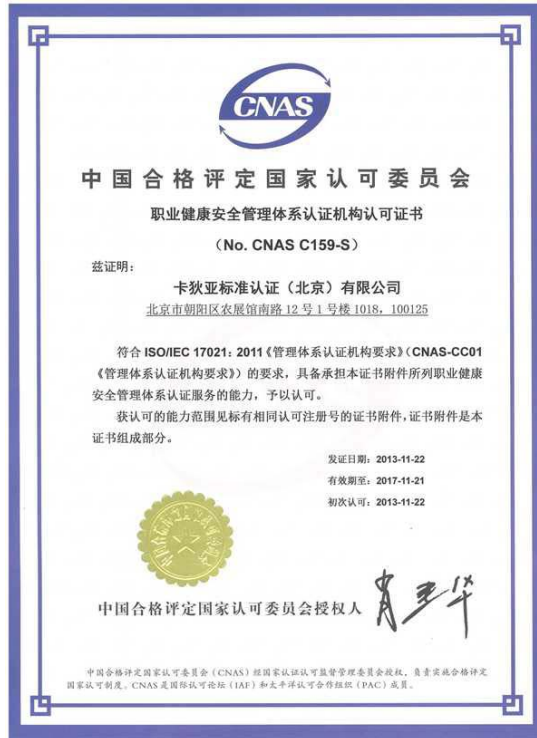 CNAS
中国合格评定国家认可委员会
职业健康安全管理体系认证机构认可证书
（No. CNAS C159-S）
兹证明：
卡狄亚标准认证（北京）有限公司
北京市朝阳区农展馆南路 12 号 1 号楼 1018，100125
符合 ISO/IEC 17021：2011《管理体系认证机构要求》（CNAS-CC01
《管理体系认证机构要求》）的要求，具备承担本证书附件所列职业健康
安全管理体系认证服务的能力，予以认可。
获认可的能力范围见标有相同认可注册号的证书附件，证书附件是本
证书组成部分。
发证日期：2013-11-22
有效期至：2017-11-21
初次认可：2013-11-22
中国合格评定国家认可委员会授权人
中国合格评定国家认可委员会（CNAS）经国家认证认可监督管理委员会授权，负责实施合格评定
国家认可制度。CNAS 是国际认可论坛（IAF）和太平洋认可合作组织（PAC）成员。